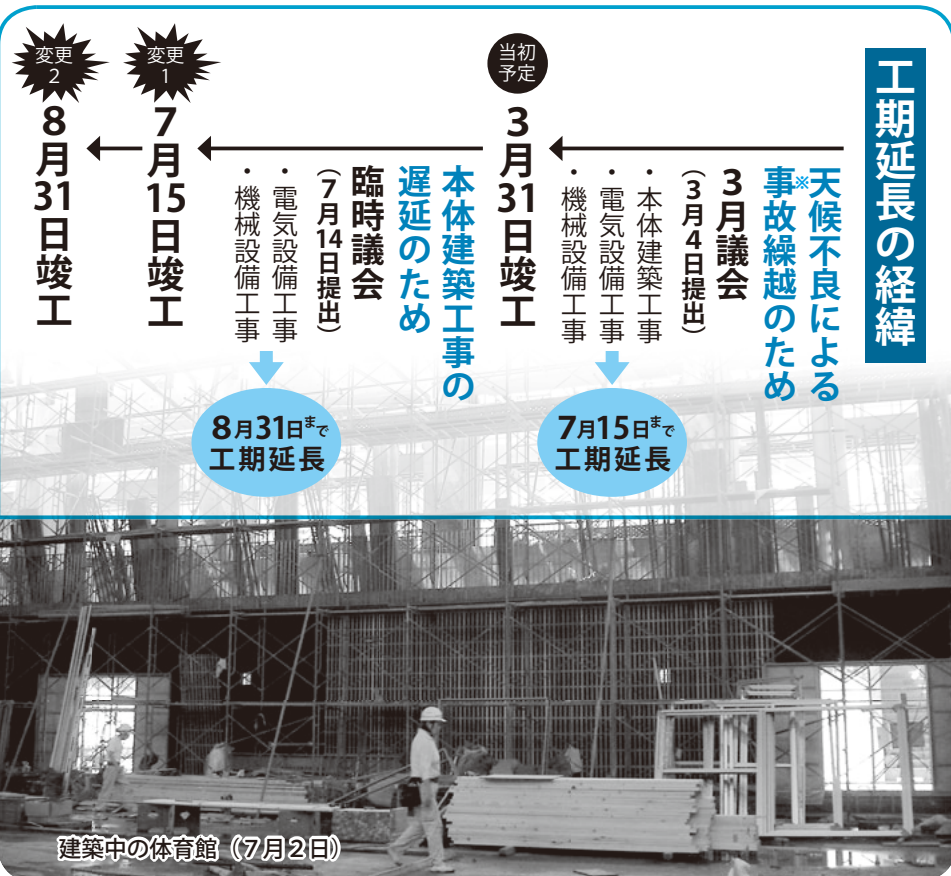 工期延長の経緯
天候不良による
※事故繰越のため
3月議会
（3月4日提出）
・本体建築工事
・電気設備工事
・機械設備工事
7月15日まで
工期延長
当初
予定
3月31日竣工
本体建築工事の
遅延のため
臨時議会
（7月14日提出）
・電気設備工事
・機械設備工事
8月31日まで
工期延長
変更
1
7月15日竣工
変更
2
8月31日竣工
建築中の体育館（7月2日）